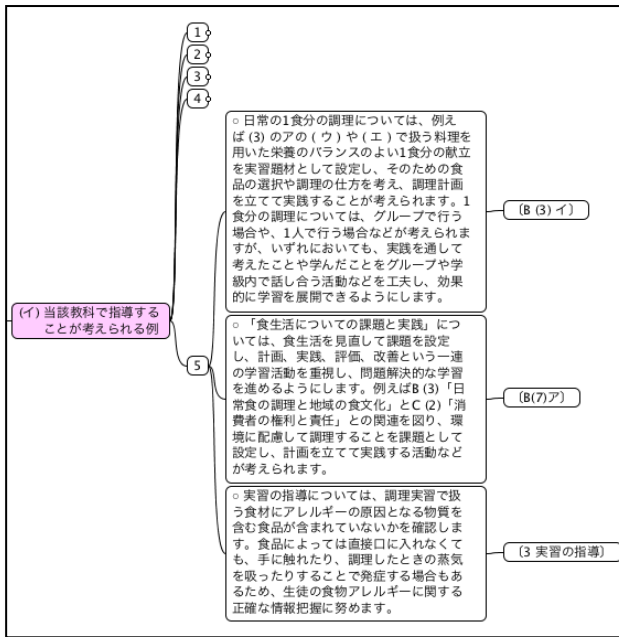 1
2
3
4
○ 日常の1食分の調理については、例え
ば (3) のアの ( ウ ) や ( エ ) で扱う料理を
用いた栄養のバランスのよい1食分の献立
を実習題材として設定し、そのための食
品の選択や調理の仕方を考え、調理計画
を立てて実践することが考えられます。1
食分の調理については、グループで行う
場合や、1人で行う場合などが考えられま
すが、いずれにおいても、実践を通して
考えたことや学んだことをグループや学
級内で話し合う活動などを工夫し、効果
的に学習を展開できるようにします。
〔B (3) イ〕
(イ) 当該教科で指導する
ことが考えられる例
5
○ 「食生活についての課題と実践」につ
いては、食生活を見直して課題を設定
し、計画、実践、評価、改善という一連
の学習活動を重視し、問題解決的な学習
を進めるようにします。例えばB (3)「日
常食の調理と地域の食文化」とC (2)「消
費者の権利と責任」との関連を図り、環
境に配慮して調理することを課題として
設定し、計画を立てて実践する活動など
が考えられます。
〔B(7)ア〕
○ 実習の指導については、調理実習で扱
う食材にアレルギーの原因となる物質を
含む食品が含まれていないかを確認しま
す。食品によっては直接口に入れなくて
も、手に触れたり、調理したときの蒸気
を吸ったりすることで発症する場合もあ
るため、生徒の食物アレルギーに関する
正確な情報把握に努めます。
〔3 実習の指導〕